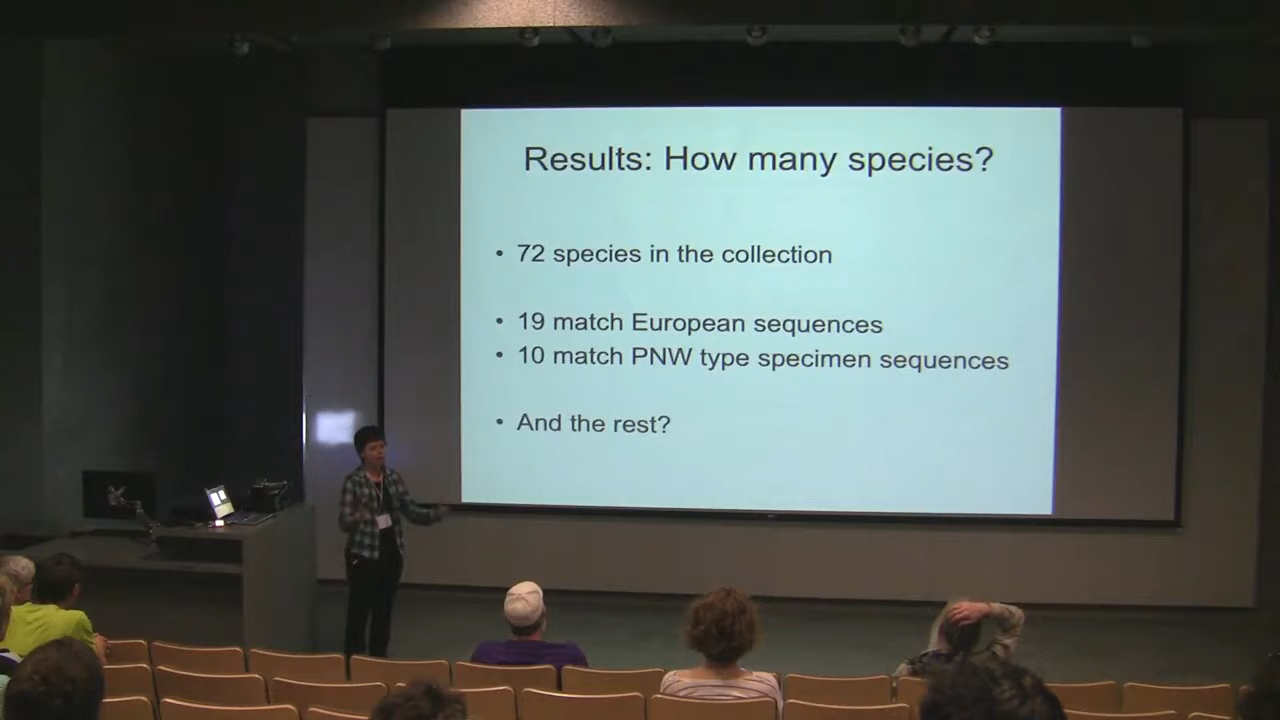 Results: How many species?
• 72 species in the collection
• 19 match European sequences
• 10 match PNW type specimen sequences
• And the rest?